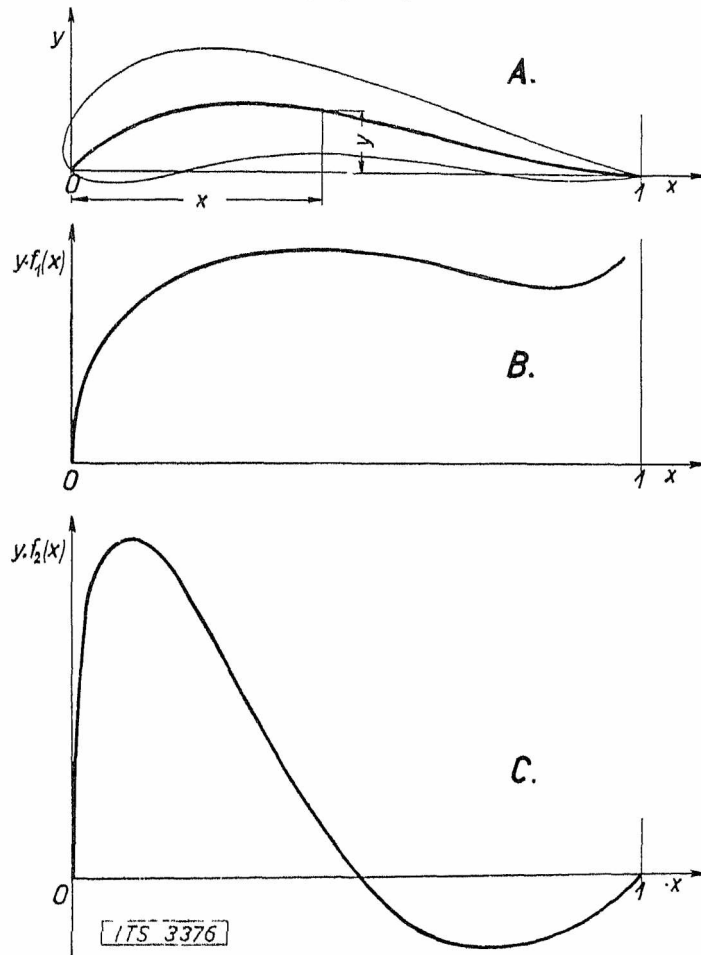 y
A.
y
0
x
1
x
y·f₁(x)
B.
0
1
x
y·f₂(x)
C.
0
1
·x
ITS 3376